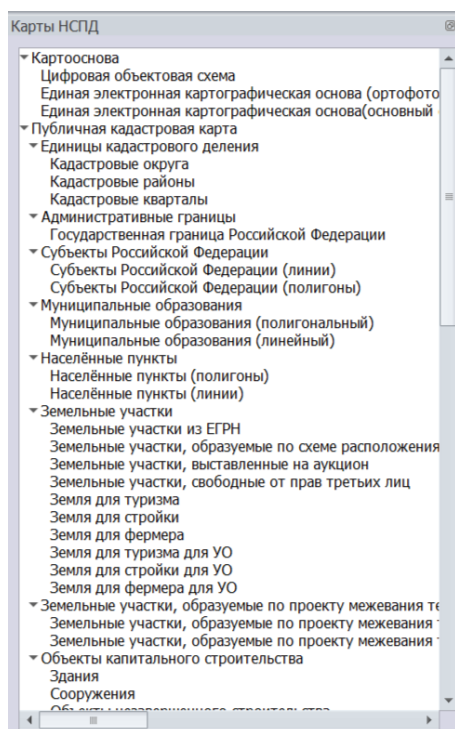 Карты НСПД
Картооснова
Цифровая объектовая схема
Единая электронная картографическая основа (ортофото
Единая электронная картографическая основа(основный
Публичная кадастровая карта
Единицы кадастрового деления
Кадастровые округа
Кадастровые районы
Кадастровые кварталы
Административные границы
Государственная граница Российской Федерации
Субъекты Российской Федерации
Субъекты Российской Федерации (линии)
Субъекты Российской Федерации (полигоны)
Муниципальные образования
Муниципальные образования (полигональный)
Муниципальные образования (линейный)
Населённые пункты
Населённые пункты (полигоны)
Населённые пункты (линии)
Земельные участки
Земельные участки из ЕГРН
Земельные участки, образуемые по схеме расположения
Земельные участки, выставленные на аукцион
Земельные участки, свободные от прав третьих лиц
Земля для туризма
Земля для стройки
Земля для фермера
Земля для туризма для УО
Земля для стройки для УО
Земля для фермера для УО
Земельные участки, образуемые по проекту межевания те
Земельные участки, образуемые по проекту межевания
Земельные участки, образуемые по проекту межевания
Объекты капитального строительства
Здания
Сооружения
Объекты незавершенного строительства